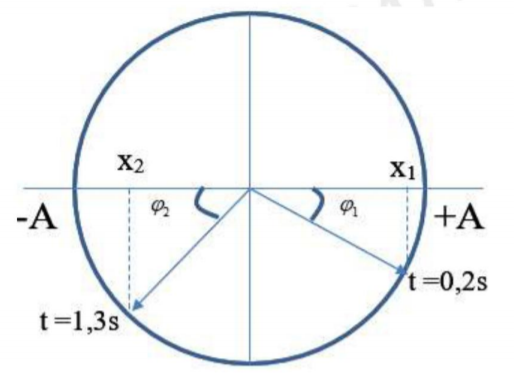 x₂
x₁
-A
φ₂
φ₁
+A
t =0,2s
t =1,3s